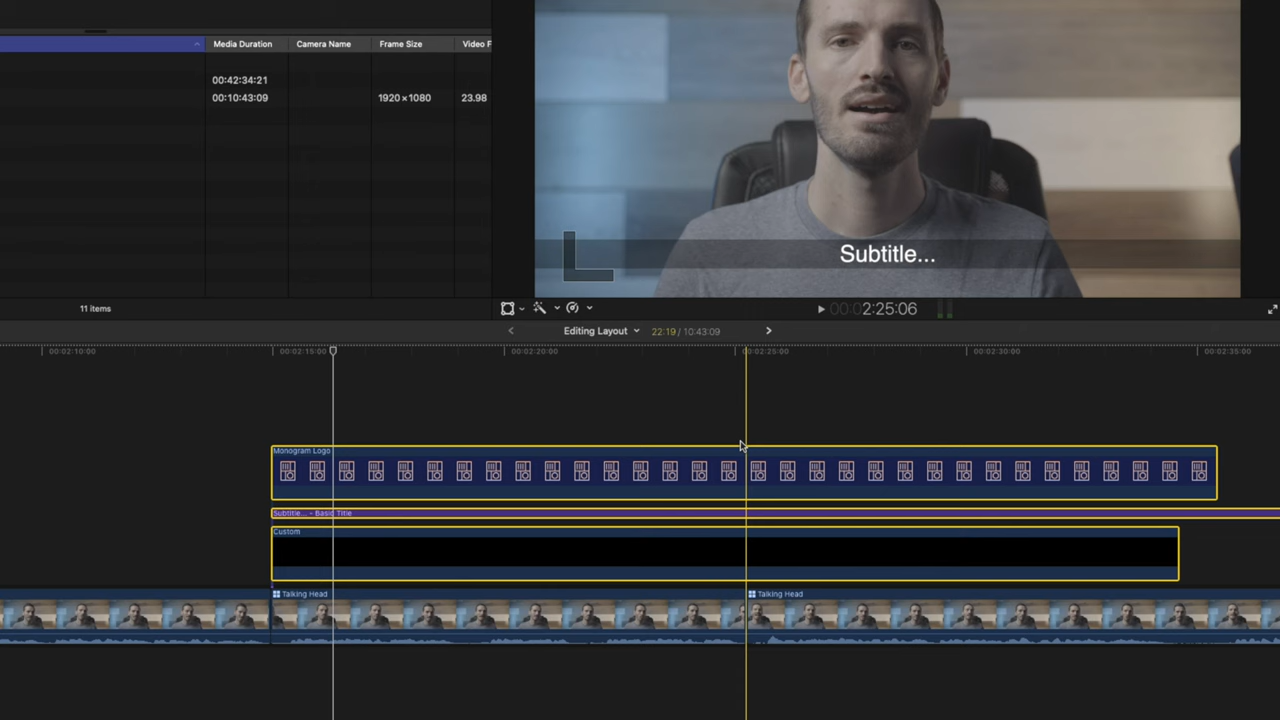 Media Duration Camera Name Frame Size Video F
00:42:34:21
00:10:43:09 1920×1080 23.98
Subtitle...
11 items
00:00:2:25:06
Editing Layout 22:19 / 10:43:09
00:02:10:00 00:02:15:00 00:02:20:00 00:02:25:00 00:02:30:00 00:02:35:00
Monogram Logo
Subtitle... - Basic Title
Custom
Talking Head Talking Head